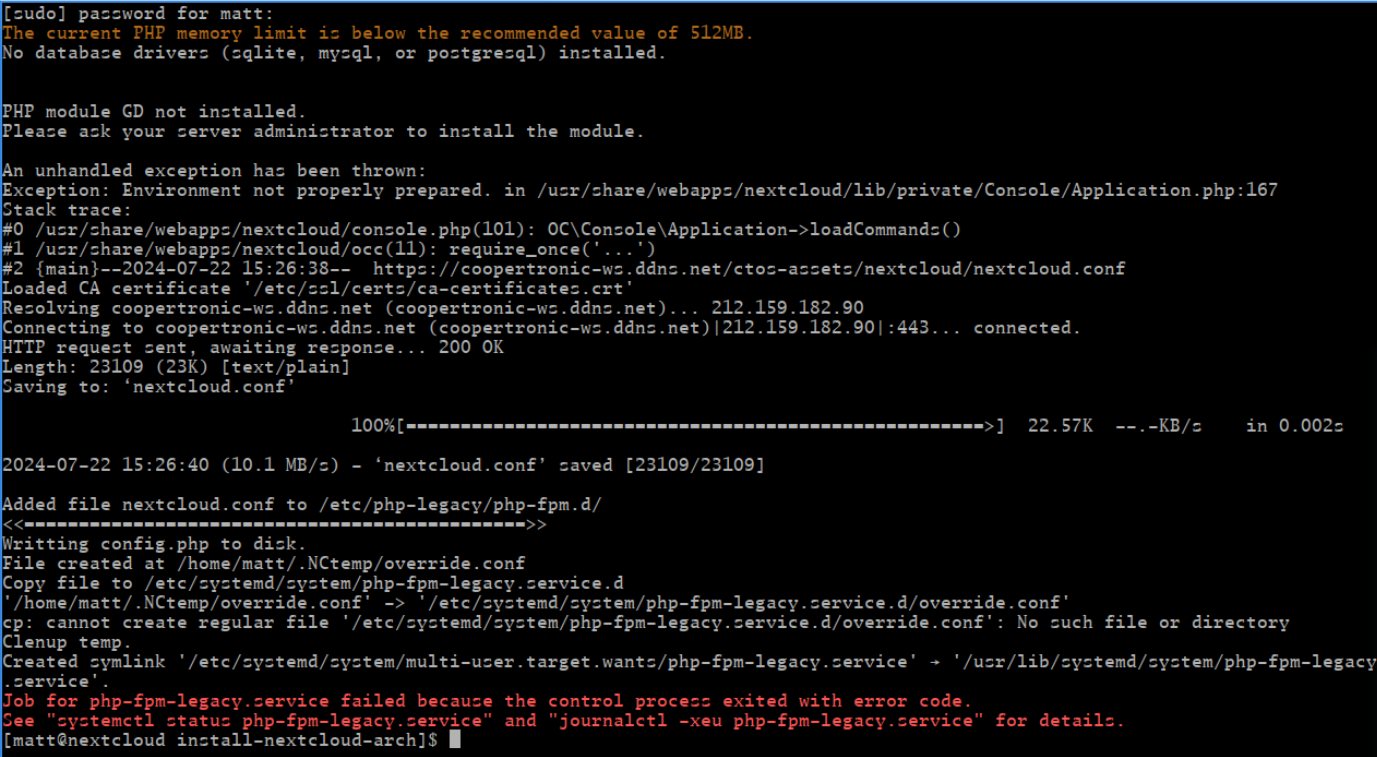 [sudo] password for matt:
The current PHP memory limit is below the recommended value of 512MB.
No database drivers (sqlite, mysql, or postgresql) installed.
PHP module GD not installed.
Please ask your server administrator to install the module.
An unhandled exception has been thrown:
Exception: Environment not properly prepared. in /usr/share/webapps/nextcloud/lib/private/Console/Application.php:167
Stack trace:
#0 /usr/share/webapps/nextcloud/console.php(101): OC\Console\Application->loadCommands()
#1 /usr/share/webapps/nextcloud/occ(11): require_once('...')
#2 {main}--2024-07-22 15:26:38--  https://coopertronic-ws.ddns.net/ctos-assets/nextcloud/nextcloud.conf
Loaded CA certificate '/etc/ssl/certs/ca-certificates.crt'
Resolving coopertronic-ws.ddns.net (coopertronic-ws.ddns.net)... 212.159.182.90
Connecting to coopertronic-ws.ddns.net (coopertronic-ws.ddns.net)|212.159.182.90|:443... connected.
HTTP request sent, awaiting response... 200 OK
Length: 23109 (23K) [text/plain]
Saving to: ‘nextcloud.conf’
100%[=====================================================>]  22.57K  --.-KB/s    in 0.002s
2024-07-22 15:26:40 (10.1 MB/s) - ‘nextcloud.conf’ saved [23109/23109]
Added file nextcloud.conf to /etc/php-legacy/php-fpm.d/
<<==============================================>>
Writting config.php to disk.
File created at /home/matt/.NCtemp/override.conf
Copy file to /etc/systemd/system/php-fpm-legacy.service.d
'/home/matt/.NCtemp/override.conf' -> '/etc/systemd/system/php-fpm-legacy.service.d/override.conf'
cp: cannot create regular file '/etc/systemd/system/php-fpm-legacy.service.d/override.conf': No such file or directory
Clenup temp.
Created symlink '/etc/systemd/system/multi-user.target.wants/php-fpm-legacy.service' → '/usr/lib/systemd/system/php-fpm-legacy
.service'.
Job for php-fpm-legacy.service failed because the control process exited with error code.
See "systemctl status php-fpm-legacy.service" and "journalctl -xeu php-fpm-legacy.service" for details.
[matt@nextcloud install-nextcloud-arch]$